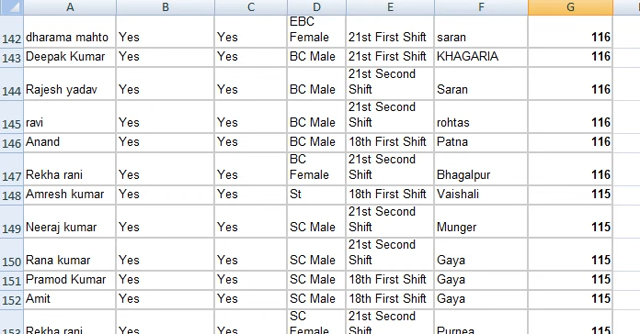 A B C D E F G
142 dharama mahto Yes Yes EBC Female 21st First Shift saran 116
143 Deepak Kumar Yes Yes BC Male 21st First Shift KHAGARIA 116
144 Rajesh yadav Yes Yes BC Male 21st Second Shift Saran 116
145 ravi Yes Yes BC Male 21st Second Shift rohtas 116
146 Anand Yes Yes BC Male 18th First Shift Patna 116
147 Rekha rani Yes Yes BC Female 21st Second Shift Bhagalpur 116
148 Amresh kumar Yes Yes St 18th First Shift Vaishali 115
149 Neeraj kumar Yes Yes SC Male 21st Second Shift Munger 115
150 Rana kumar Yes Yes SC Male 21st Second Shift Gaya 115
151 Pramod Kumar Yes Yes SC Male 18th First Shift Gaya 115
152 Amit Yes Yes SC Male 18th First Shift Gaya 115
153 Rekha rani Yes Yes SC Female 21st Second Shift Purnea 115